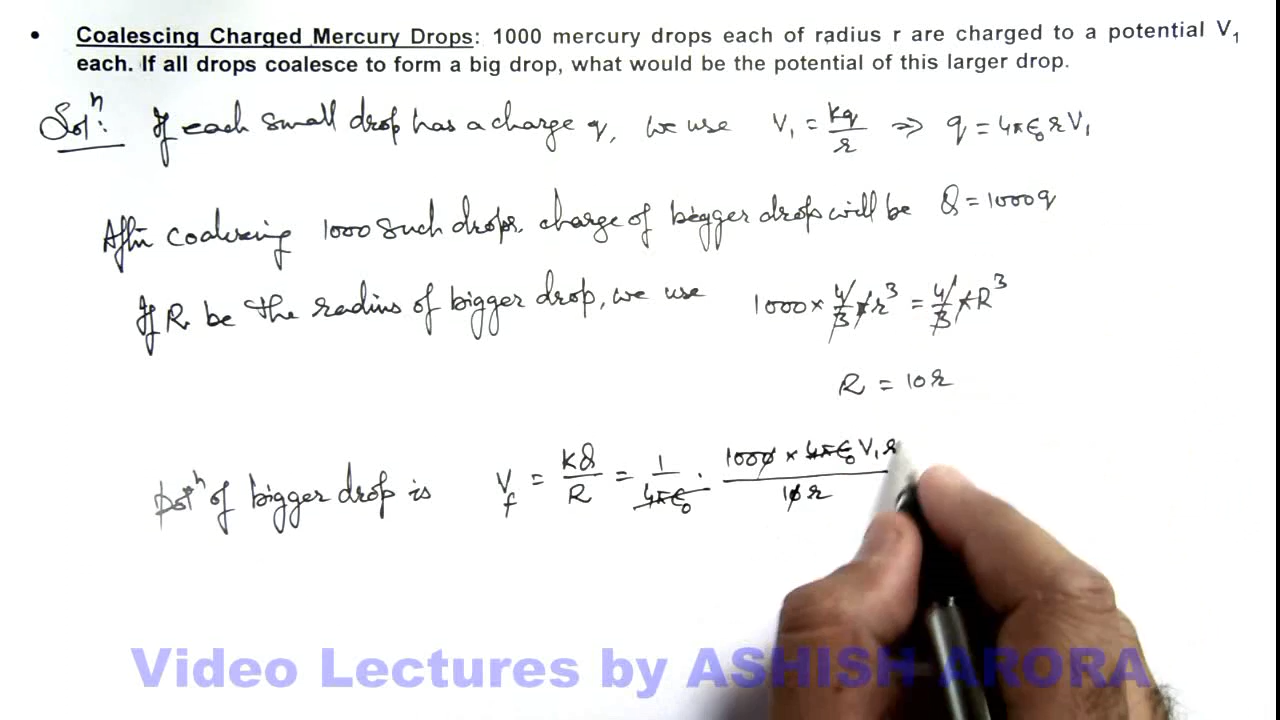 • Coalescing Charged Mercury Drops: 1000 mercury drops each of radius r are charged to a potential V₁
each. If all drops coalesce to form a big drop, what would be the potential of this larger drop.
Solⁿ: If each small drop has a charge q, we use V₁ = kq/r ⇒ q = 4πε₀rV₁
After coalescing 1000 such drops, charge of bigger drop will be Q = 1000q
If R be the radius of bigger drop, we use 1000 × 4/3 πr³ = 4/3 πR³
R = 10r
potⁿ of bigger drop is V_f = kQ/R = 1/4πε₀ · 1000 × 4πε₀V₁r/10r
Video Lectures by ASHISH ARORA